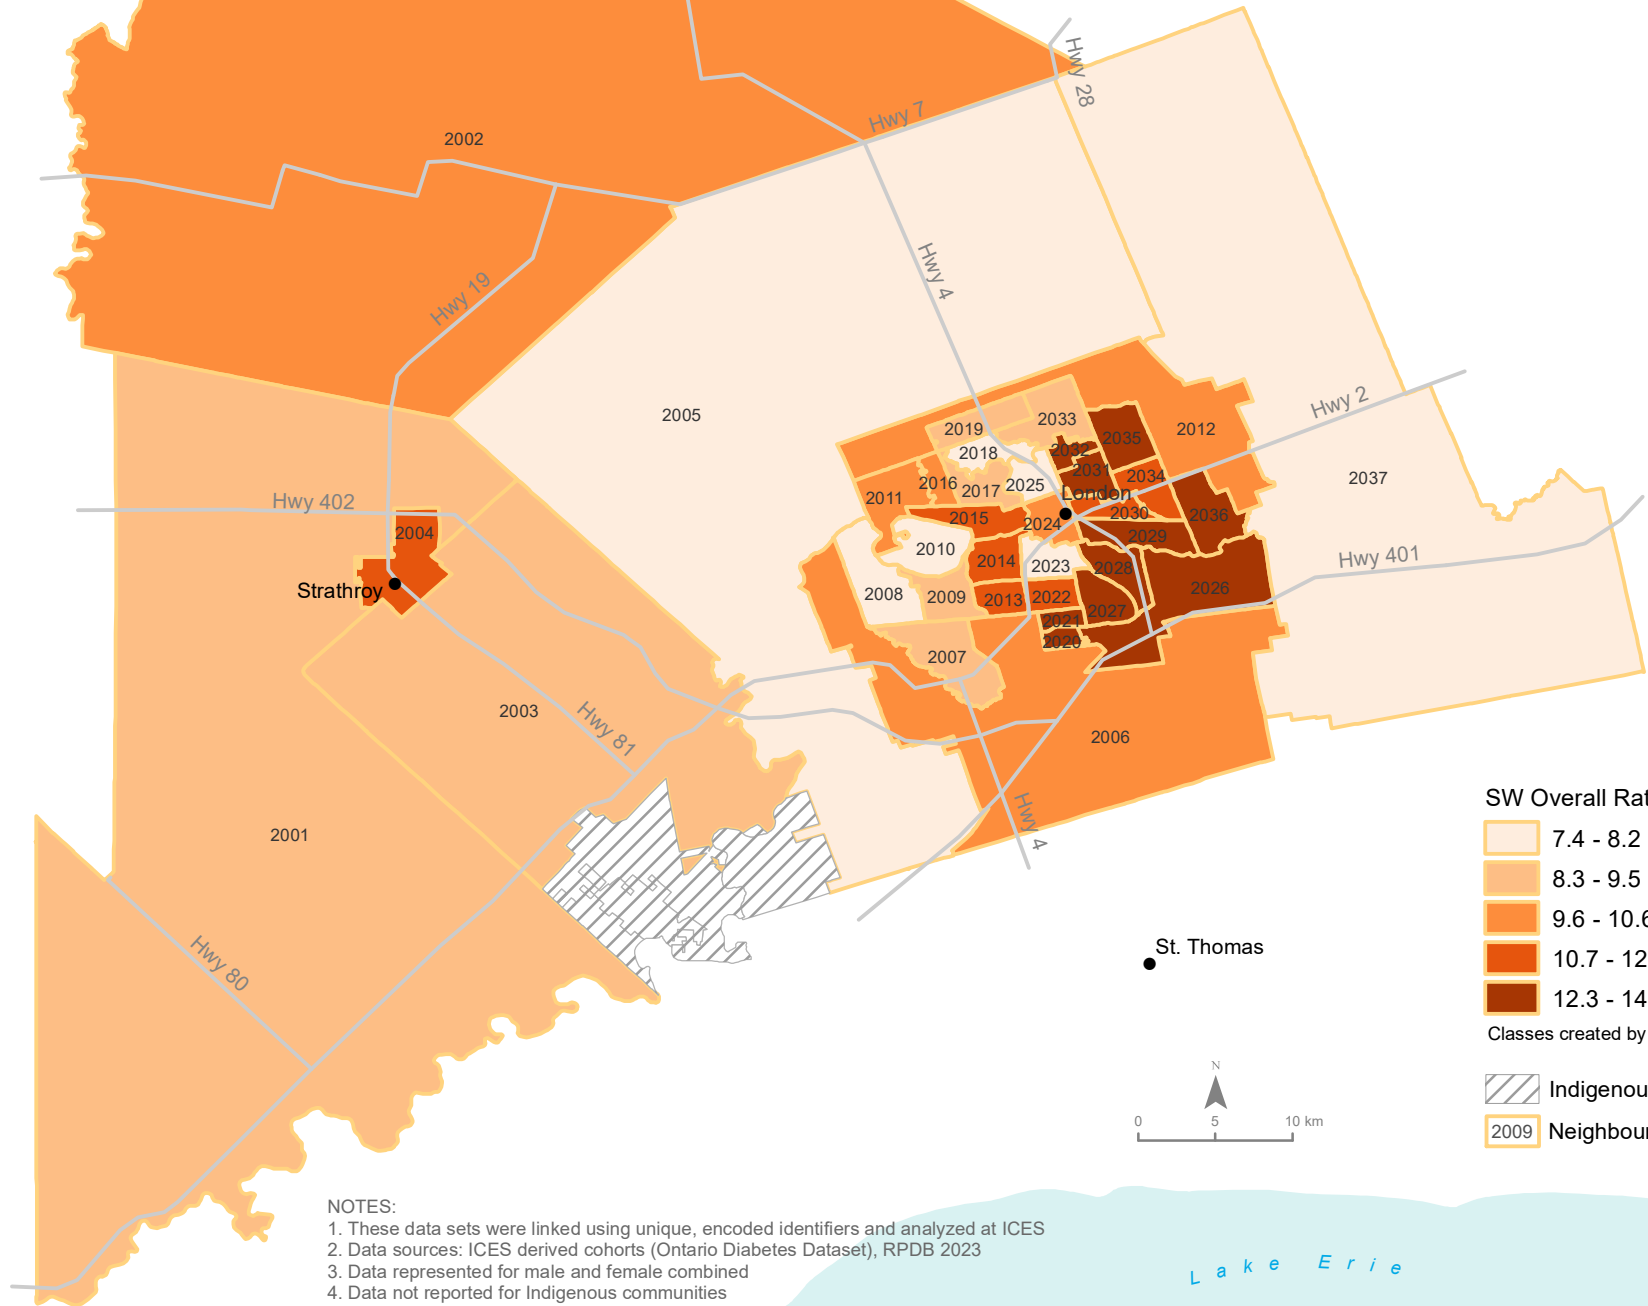 Hwy 28
Hwy 7
2002
Hwy 4
Hwy 19
2005
Hwy 2
2033
2019
2012
2035
2032
2018
2031
2034
2037
2016
2017
2025
2011
London
Hwy 402
2015
2024
2030
2036
2004
2029
2010
2014
2023
2028
Hwy 401
Strathroy
2008
2009
2013
2022
2026
2027
2021
2020
2007
2003
Hwy 81
2006
2001
Hwy 4
Hwy 80
St. Thomas
SW Overall Rat
7.4 - 8.2
8.3 - 9.5
9.6 - 10.6
10.7 - 12
12.3 - 14
Classes created by
Indigenou
2009 Neighbour
N
0 5 10 km
NOTES:
1. These data sets were linked using unique, encoded identifiers and analyzed at ICES
2. Data sources: ICES derived cohorts (Ontario Diabetes Dataset), RPDB 2023
3. Data represented for male and female combined
4. Data not reported for Indigenous communities
Lake Erie